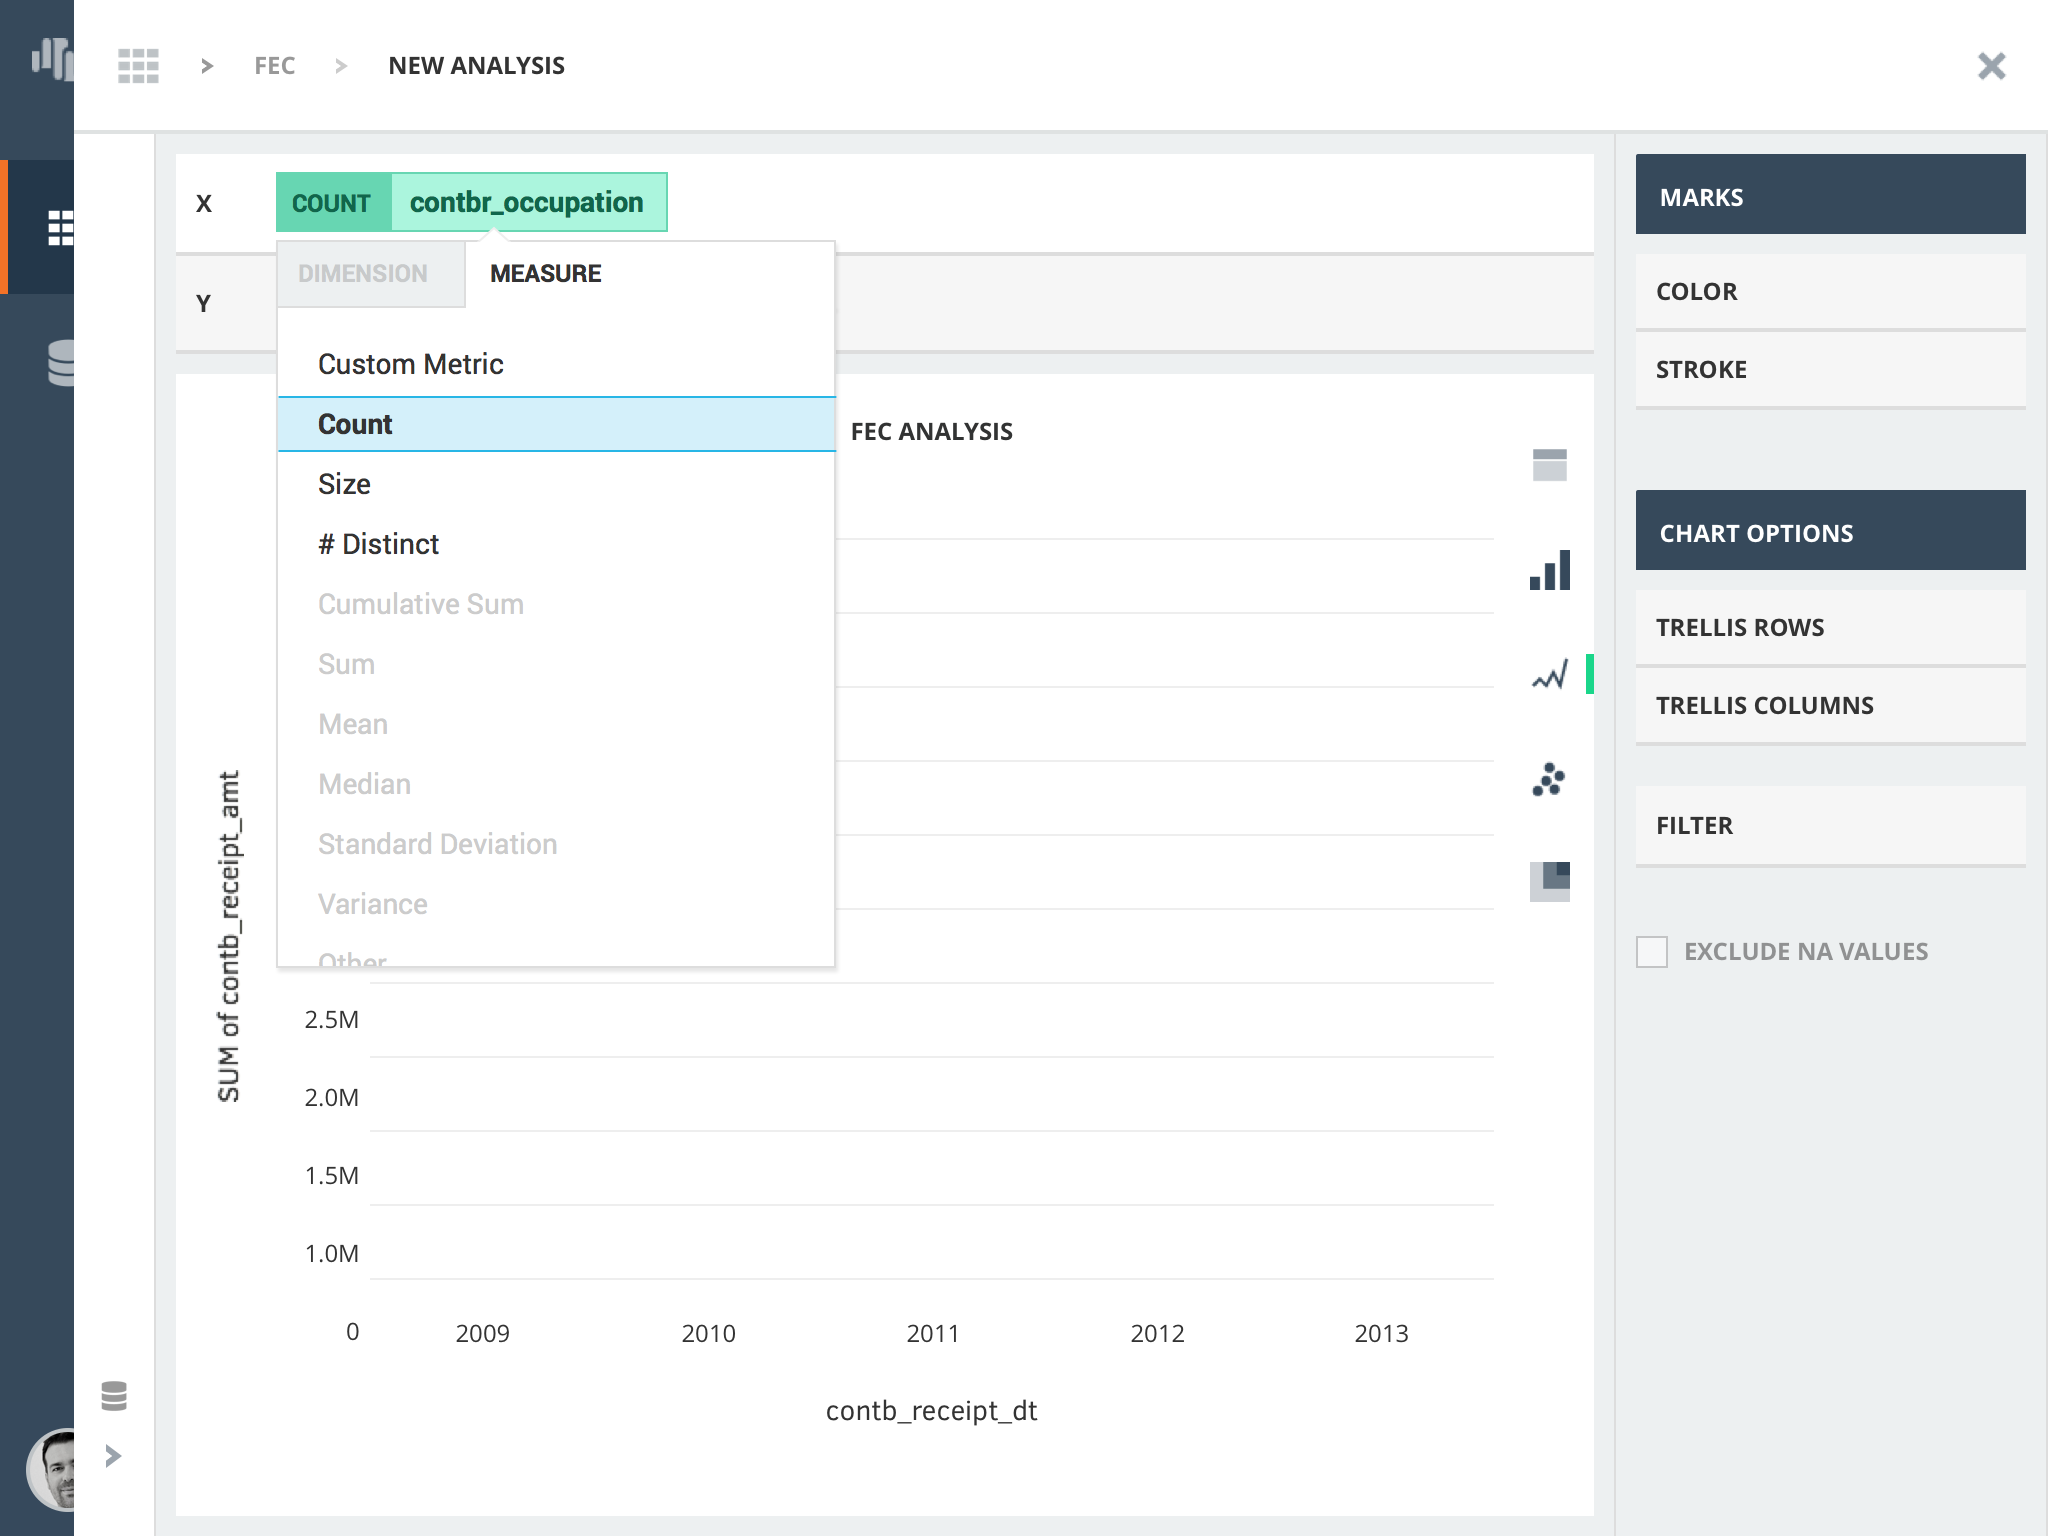 FEC
NEW ANALYSIS
X
COUNT contbr_occupation
Y
DIMENSION
MEASURE
Custom Metric
Count
Size
# Distinct
Cumulative Sum
Sum
Mean
Median
Standard Deviation
Variance
Other
FEC ANALYSIS
SUM of contb_receipt_amt
2.5M
2.0M
1.5M
1.0M
0
2009 2010 2011 2012 2013
contb_receipt_dt
MARKS
COLOR
STROKE
CHART OPTIONS
TRELLIS ROWS
TRELLIS COLUMNS
FILTER
EXCLUDE NA VALUES